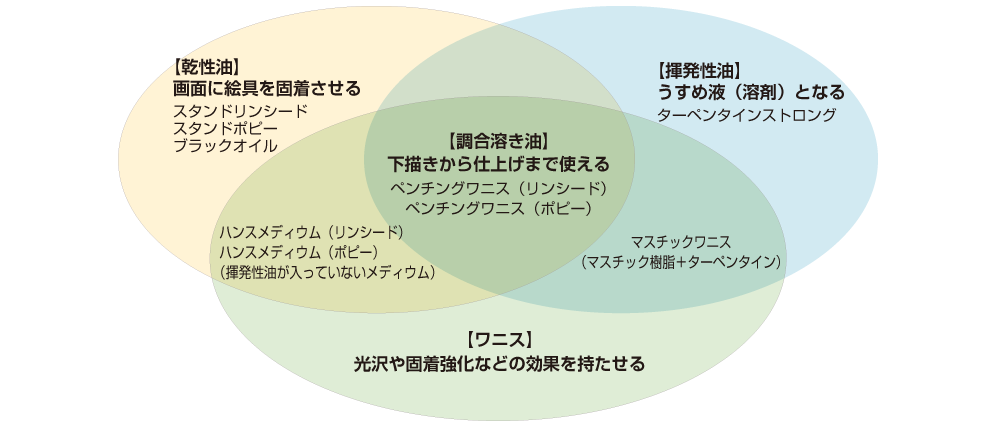 【乾性油】
画面に絵具を固着させる
スタンドリンシード
スタンドポピー
ブラックオイル
【揮発性油】
うすめ液（溶剤）となる
ターペンタインストロング
【調合溶き油】
下描きから仕上げまで使える
ペンチングワニス（リンシード）
ペンチングワニス（ポピー）
ハンスメディウム（リンシード）
ハンスメディウム（ポピー）
（揮発性油が入っていないメディウム）
マスチックワニス
（マスチック樹脂＋ターペンタイン）
【ワニス】
光沢や固着強化などの効果を持たせる